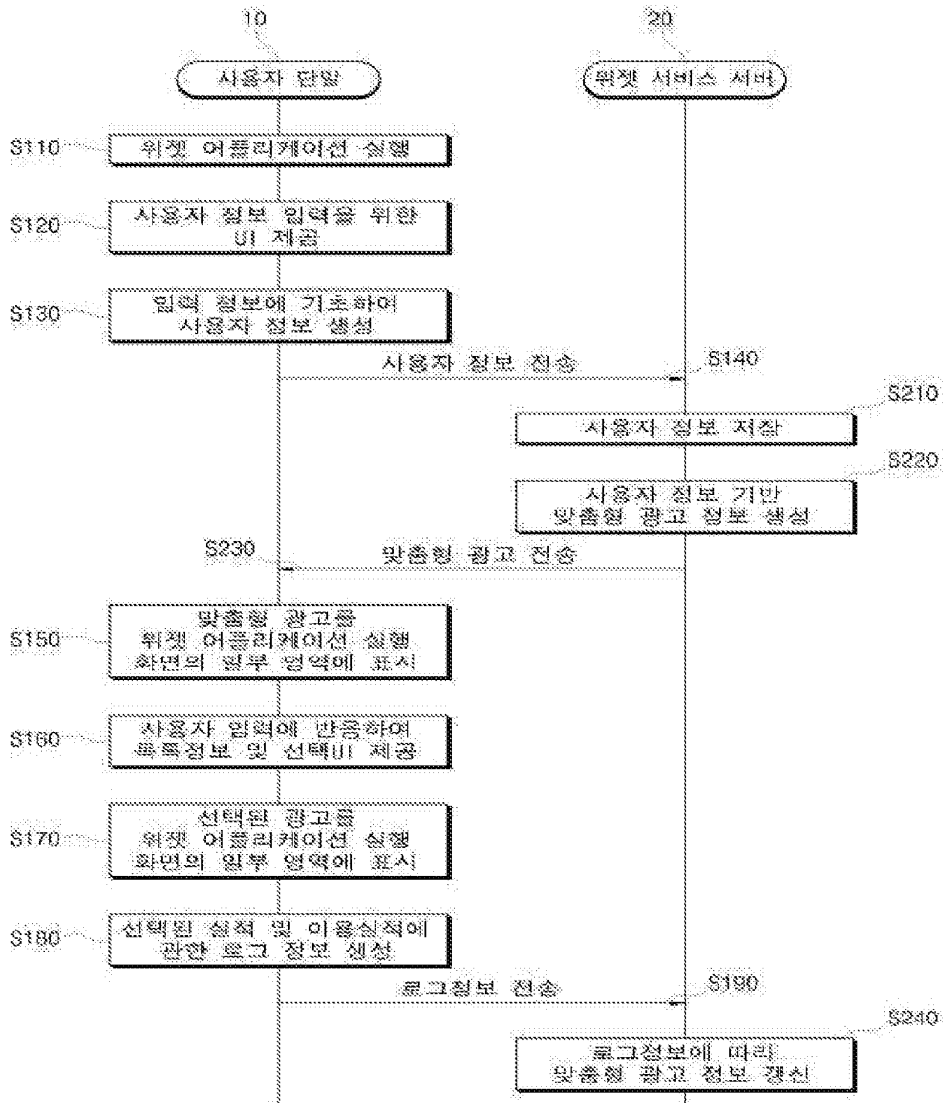 10
20
사용자 단말
위젯 서비스 서버
S110
위젯 어플리케이션 실행
S120
사용자 정보 입력을 위한
UI 제공
S130
입력 정보에 기초하여
사용자 정보 생성
사용자 정보 전송
S140
S210
사용자 정보 저장
S220
사용자 정보 기반
맞춤형 광고 정보 생성
S230
맞춤형 광고 전송
S150
맞춤형 광고를
위젯 어플리케이션 실행
화면의 일부 영역에 표시
S160
사용자 입력에 반응하여
목록정보 및 선택UI 제공
S170
선택된 광고를
위젯 어플리케이션 실행
화면의 일부 영역에 표시
S180
선택된 실적 및 이용실적에
관한 로그 정보 생성
로그정보 전송
S190
S240
로그정보에 따라
맞춤형 광고 정보 갱신